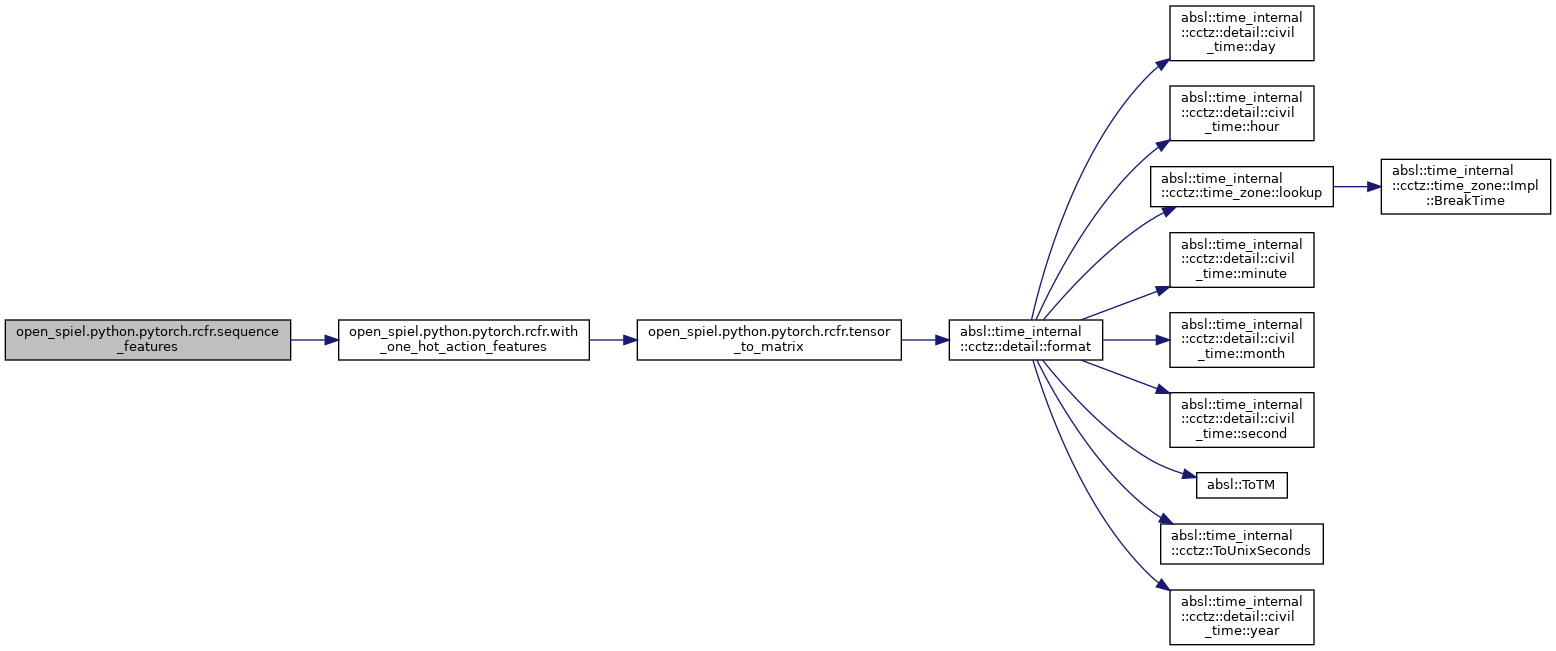 open_spiel.python.pytorch.rcfr.sequence
_features
open_spiel.python.pytorch.rcfr.with
_one_hot_action_features
open_spiel.python.pytorch.rcfr.tensor
_to_matrix
absl::time_internal
::cctz::detail::format
absl::time_internal
::cctz::detail::civil
_time::day
absl::time_internal
::cctz::detail::civil
_time::hour
absl::time_internal
::cctz::time_zone::lookup
absl::time_internal
::cctz::time_zone::Impl
::BreakTime
absl::time_internal
::cctz::detail::civil
_time::minute
absl::time_internal
::cctz::detail::civil
_time::month
absl::time_internal
::cctz::detail::civil
_time::second
absl::ToTM
absl::time_internal
::cctz::ToUnixSeconds
absl::time_internal
::cctz::detail::civil
_time::year